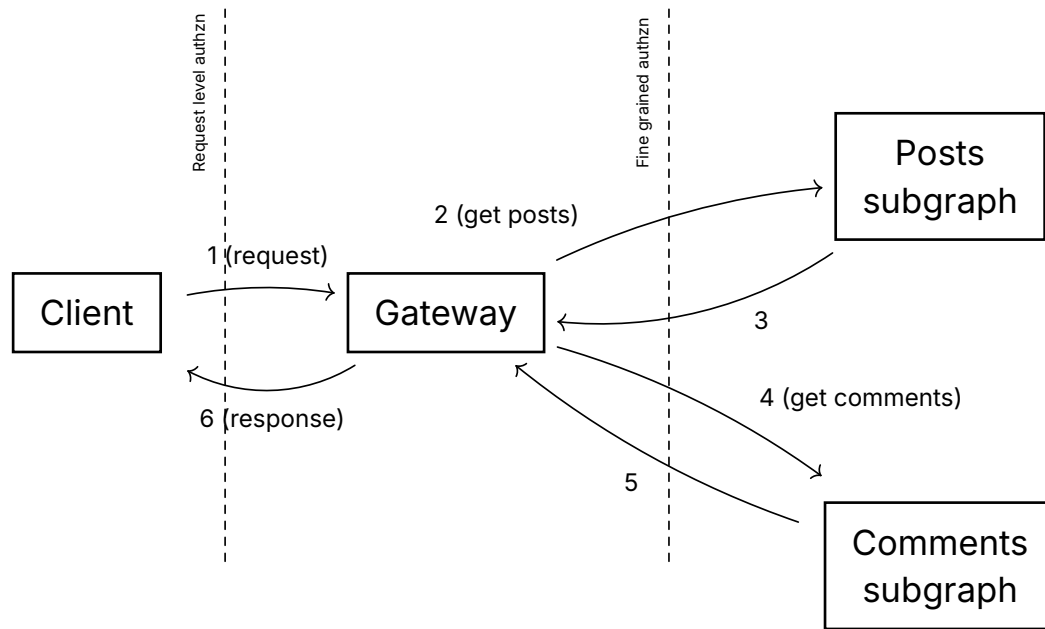 Request level authzn
Fine grained authzn
Posts
subgraph
2 (get posts)
1 (request)
Client
Gateway
3
4 (get comments)
6 (response)
5
Comments
subgraph